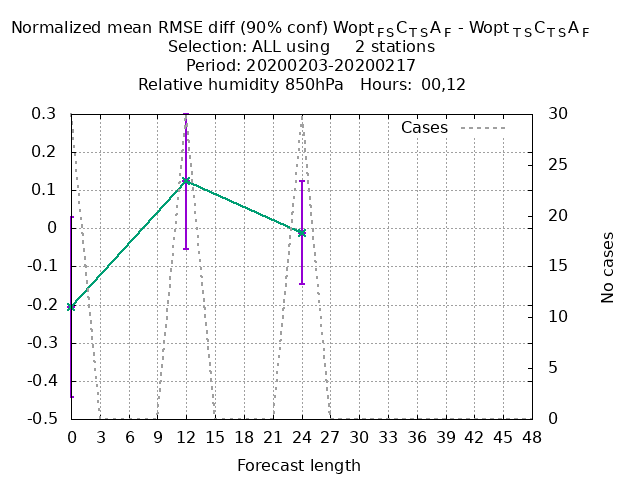 Normalized mean RMSE diff (90% conf) Wopt FS C TS A F - Wopt TS C TS A F
Selection: ALL using 2 stations
Period: 20200203-20200217
Relative humidity 850hPa Hours: 00,12
Cases
0.3
0.2
0.1
0
-0.1
-0.2
-0.3
-0.4
-0.5
30
25
20
15
10
5
0
No cases
0 3 6 9 12 15 18 21 24 27 30 33 36 39 42 45 48
Forecast length